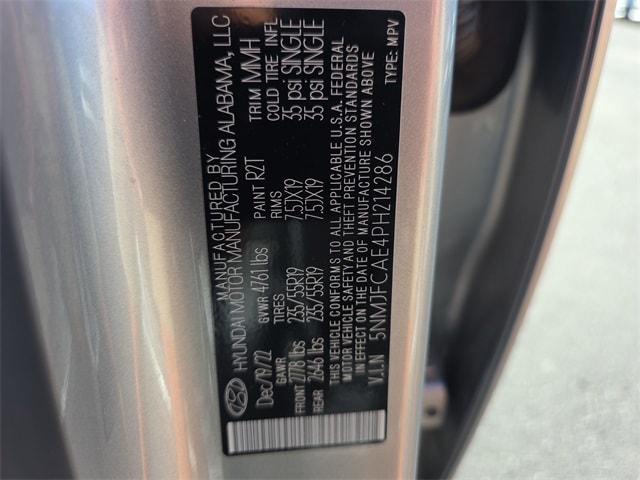 MANUFACTURED BY
HYUNDAI MOTOR MANUFACTURING ALABAMA, LLC
Dec/19/22 GVWR 4761 lbs PAINT R2T TRIM MMH
GAWR TIRES RIMS COLD TIRE INFL
FRONT 2778 lbs 235/55R19 7.5JX19 35 psi SINGLE
REAR 2646 lbs 235/55R19 7.5JX19 35 psi SINGLE
THIS VEHICLE CONFORMS TO ALL APPLICABLE U.S.A. FEDERAL
MOTOR VEHICLE SAFETY AND THEFT PREVENTION STANDARDS
IN EFFECT ON THE DATE OF MANUFACTURE SHOWN ABOVE
V.I.N 5NMJFCAE4PH214286 TYPE: MPV